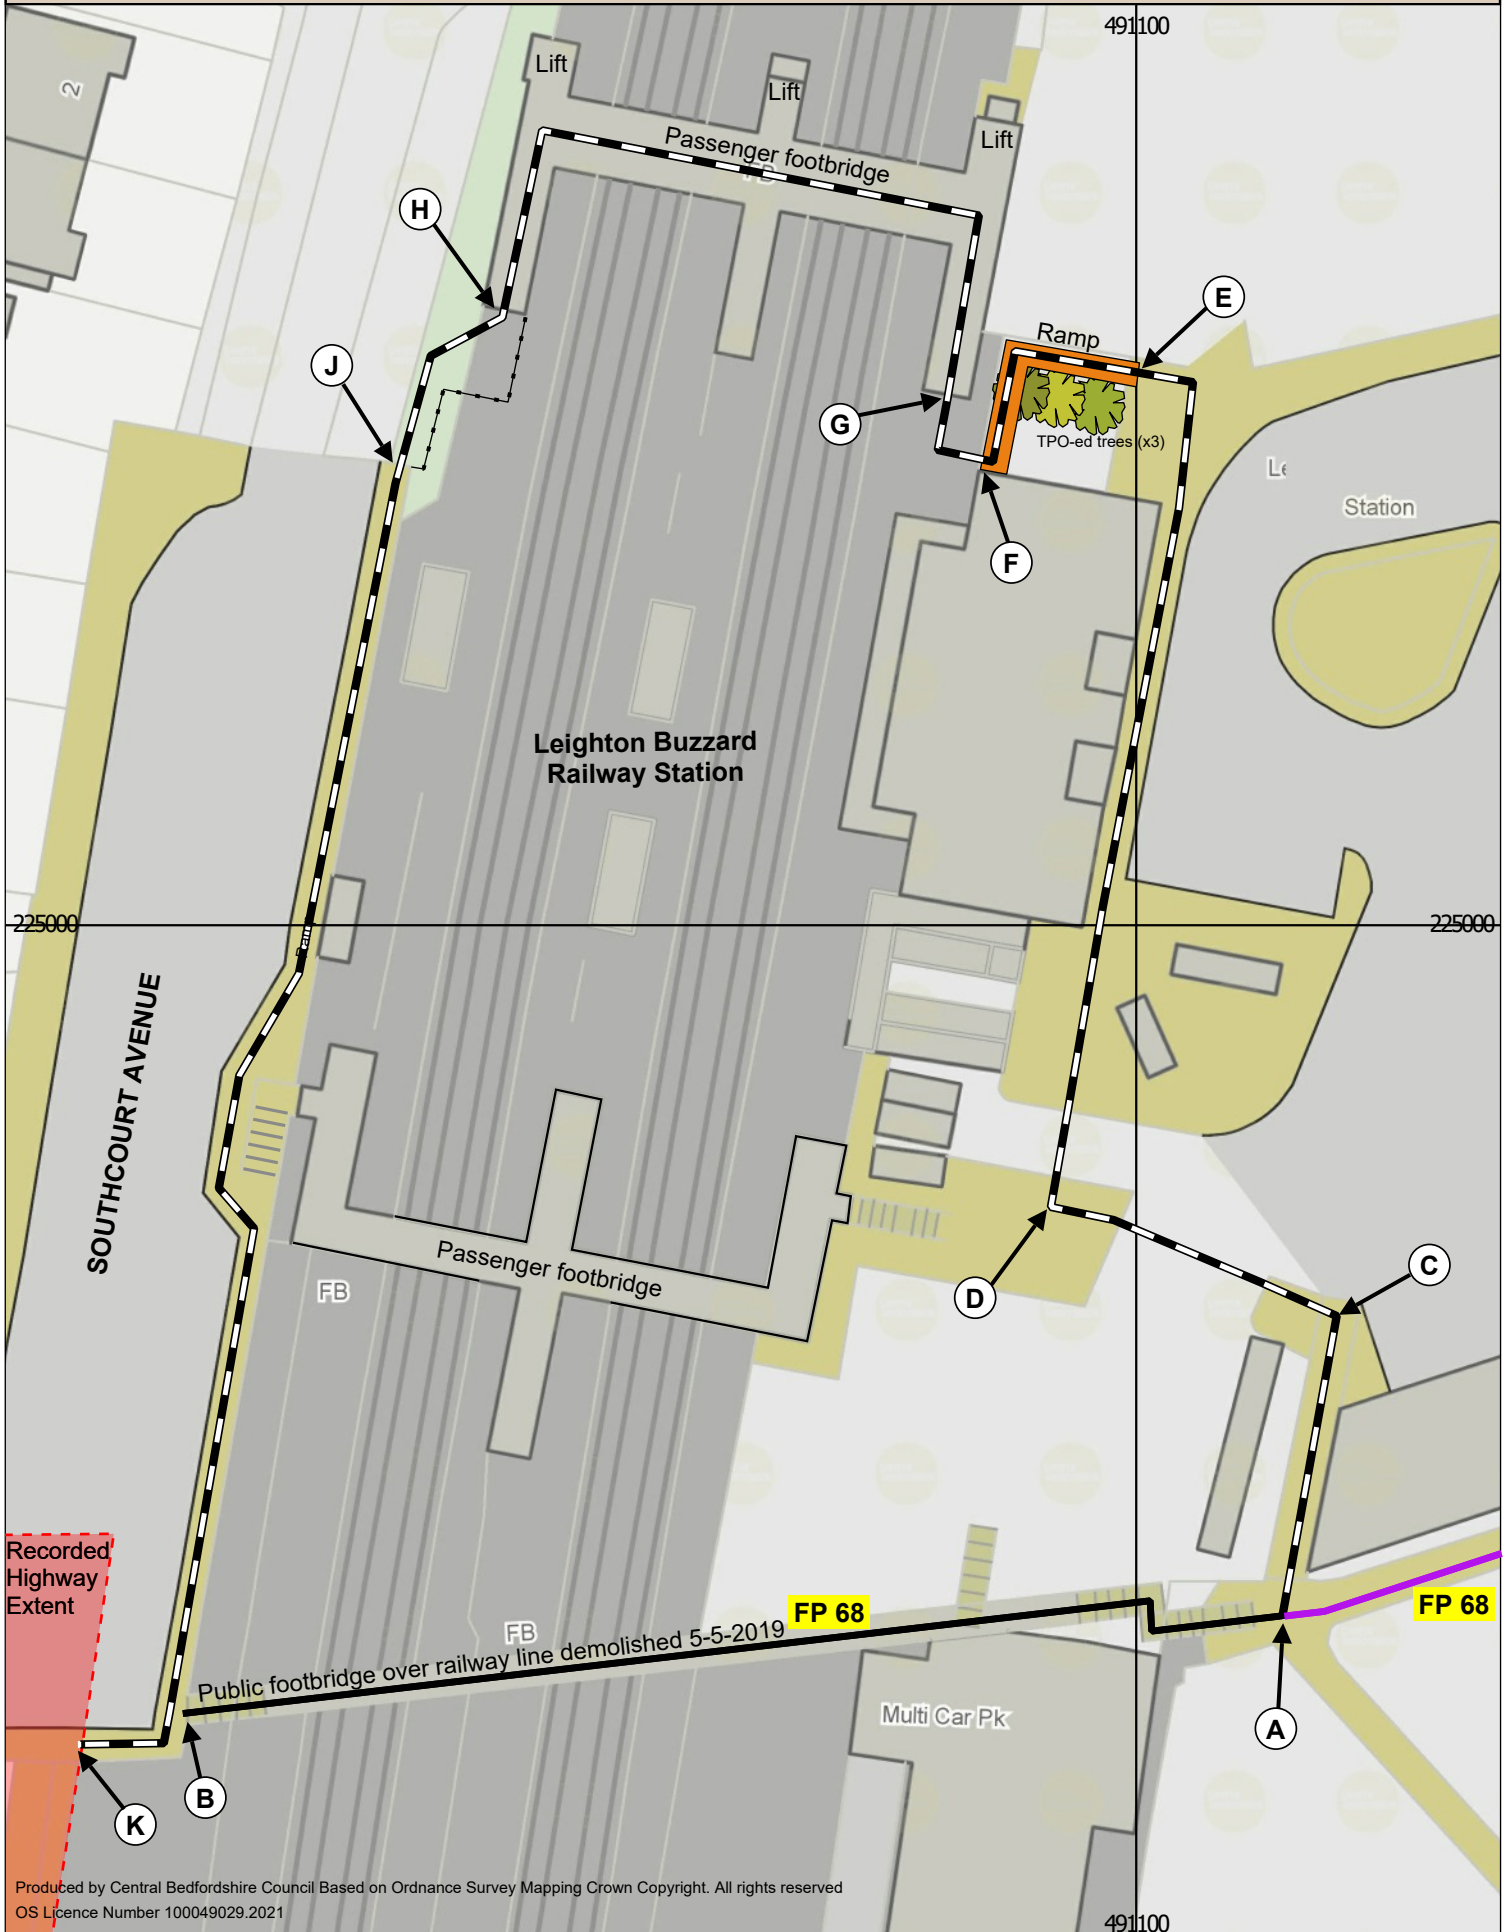 491100
Lift
2
Lift
Lift
Passenger footbridge
FB
H
E
Ramp
J
G
TPO-ed trees (x3)
Station
F
Leighton Buzzard
Railway Station
225000
225000
SOUTHCOURT AVENUE
Passenger footbridge
C
FB
D
Recorded
Highway
Extent
FP 68
FP 68
FB
Public footbridge over railway line demolished 5-5-2019
Multi Car Pk
A
B
K
Produced by Central Bedfordshire Council Based on Ordnance Survey Mapping Crown Copyright. All rights reserved
OS Licence Number 100049029.2021
491100